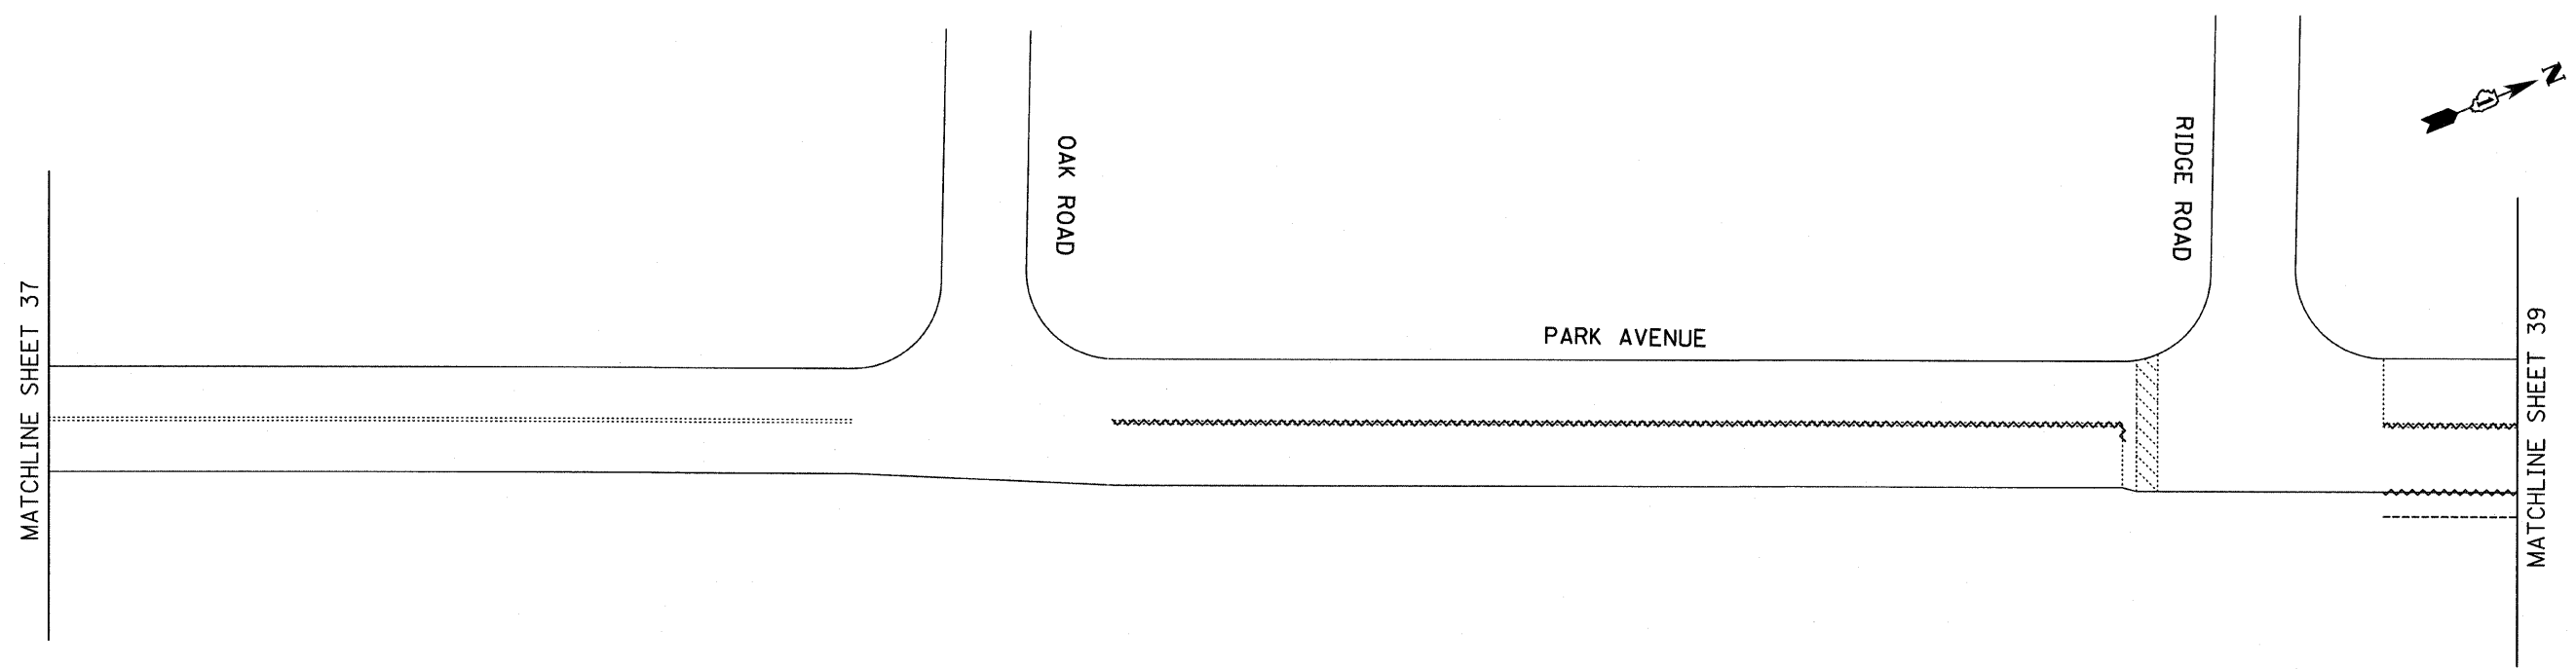 N
OAK ROAD
RIDGE ROAD
PARK AVENUE
MATCHLINE SHEET 37
MATCHLINE SHEET 39